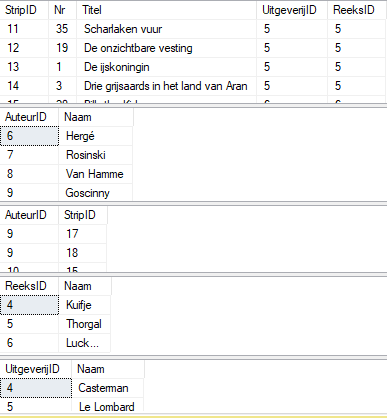 StripID Nr Titel UitgeverijID ReeksID
11 35 Scharlaken vuur 5 5
12 19 De onzichtbare vesting 5 5
13 1 De ijskoningin 5 5
14 3 Drie grijsaards in het land van Aran 5 5
AuteurID Naam
6 Hergé
7 Rosinski
8 Van Hamme
9 Goscinny
AuteurID StripID
9 17
9 18
10 15
ReeksID Naam
4 Kuifje
5 Thorgal
6 Luck...
UitgeverijID Naam
4 Casterman
5 Le Lombard